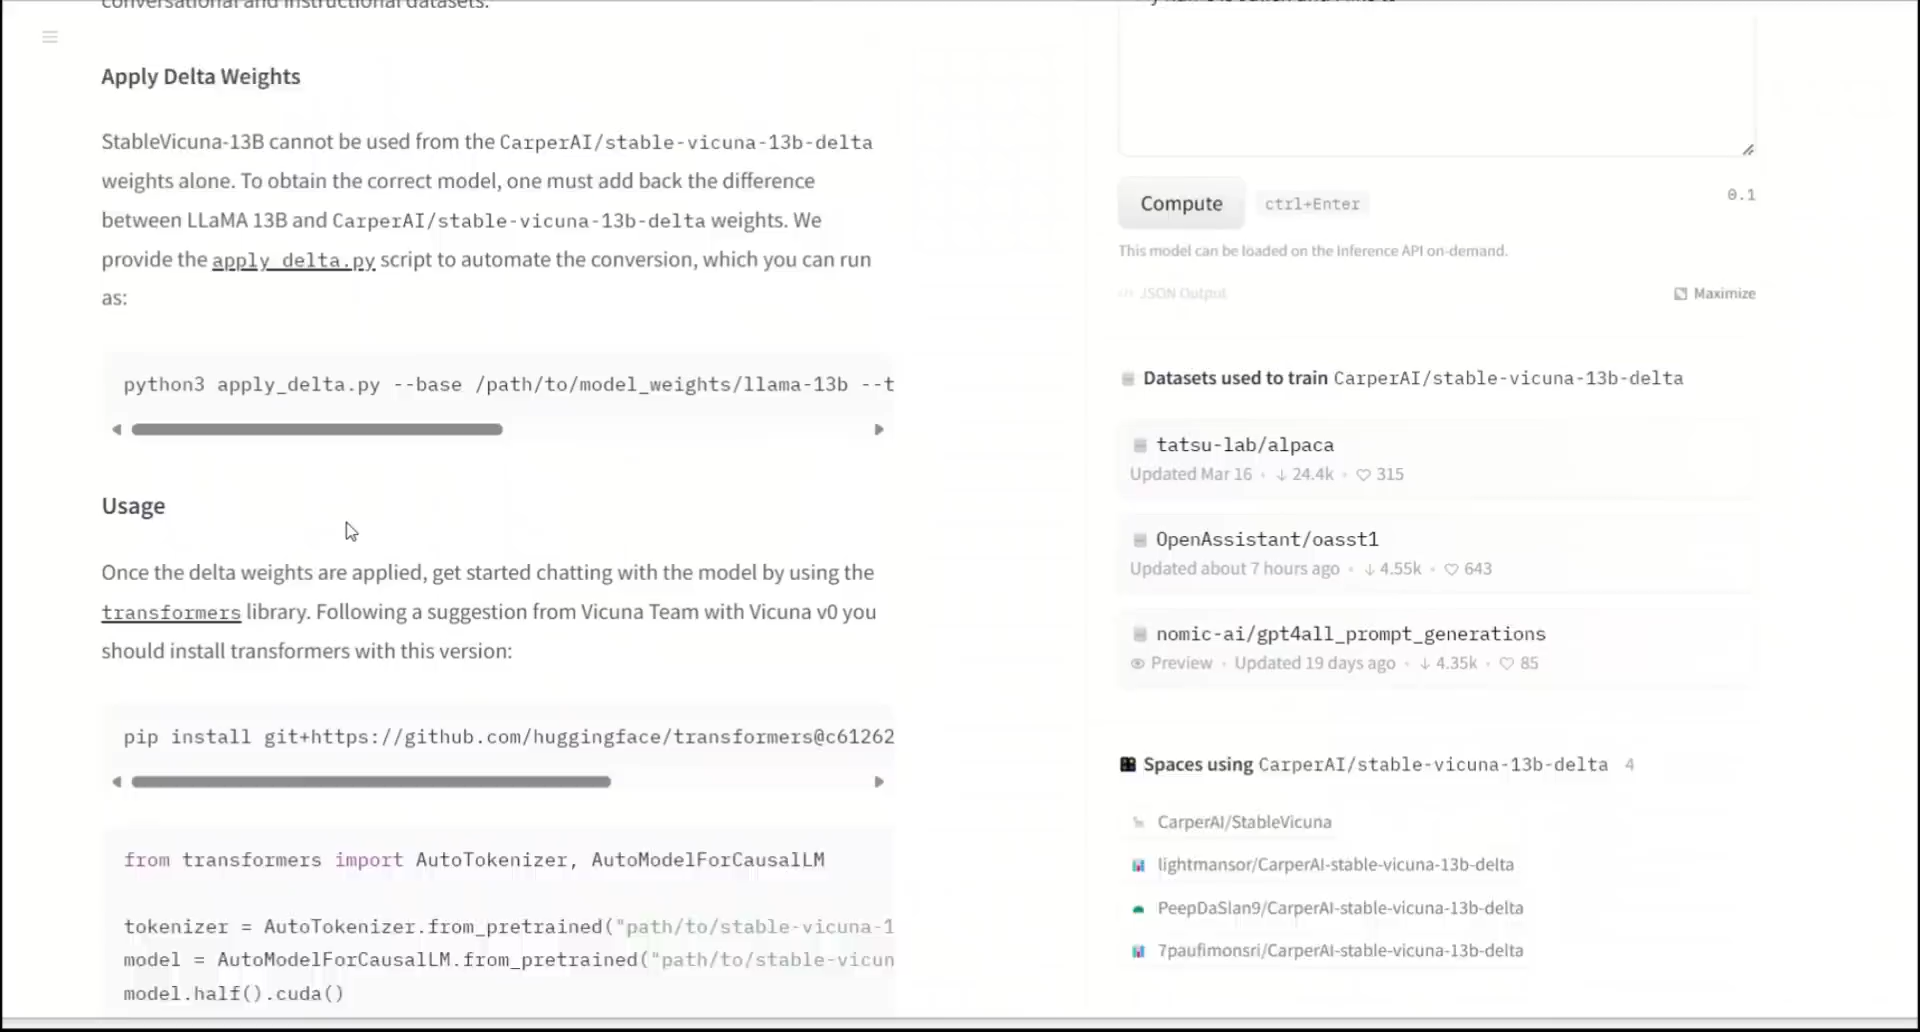 conversational and instructional datasets.
Apply Delta Weights
StableVicuna-13B cannot be used from the CarperAI/stable-vicuna-13b-delta
weights alone. To obtain the correct model, one must add back the difference
between LLaMA 13B and CarperAI/stable-vicuna-13b-delta weights. We
provide the apply_delta.py script to automate the conversion, which you can run
as:
python3 apply_delta.py --base /path/to/model_weights/llama-13b --t
Usage
Once the delta weights are applied, get started chatting with the model by using the
transformers library. Following a suggestion from Vicuna Team with Vicuna v0 you
should install transformers with this version:
pip install git+https://github.com/huggingface/transformers@c61262
from transformers import AutoTokenizer, AutoModelForCausalLM
tokenizer = AutoTokenizer.from_pretrained("path/to/stable-vicuna-1
model = AutoModelForCausalLM.from_pretrained("path/to/stable-vicun
model.half().cuda()
Compute ctrl+Enter 0.1
This model can be loaded on the Inference API on-demand.
</> JSON Output Maximize
Datasets used to train CarperAI/stable-vicuna-13b-delta
tatsu-lab/alpaca
Updated Mar 16 • ↓ 24.4k • ♡ 315
OpenAssistant/oasst1
Updated about 7 hours ago • ↓ 4.55k • ♡ 643
nomic-ai/gpt4all_prompt_generations
Preview • Updated 19 days ago • ↓ 4.35k • ♡ 85
Spaces using CarperAI/stable-vicuna-13b-delta 4
CarperAI/StableVicuna
lightmansor/CarperAI-stable-vicuna-13b-delta
PeepDaSlan9/CarperAI-stable-vicuna-13b-delta
7paufimonsri/CarperAI-stable-vicuna-13b-delta